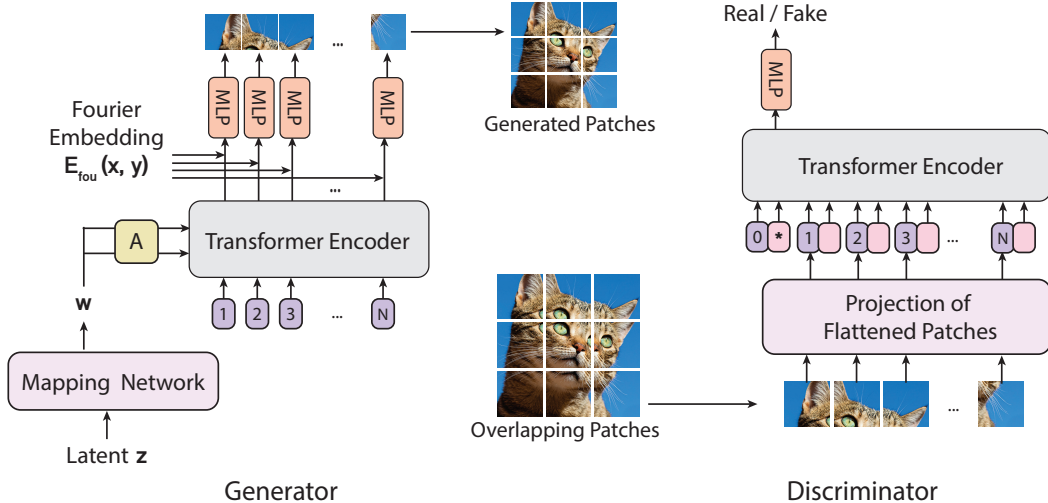 MLP
MLP
MLP
MLP
...
Fourier
Embedding
E_fou (x, y)
...
A
Transformer Encoder
w
1
2
3
...
N
Mapping Network
Latent z
Generator
Generated Patches
Overlapping Patches
Real / Fake
MLP
Transformer Encoder
0
*
1
2
3
...
N
Projection of
Flattened Patches
...
Discriminator